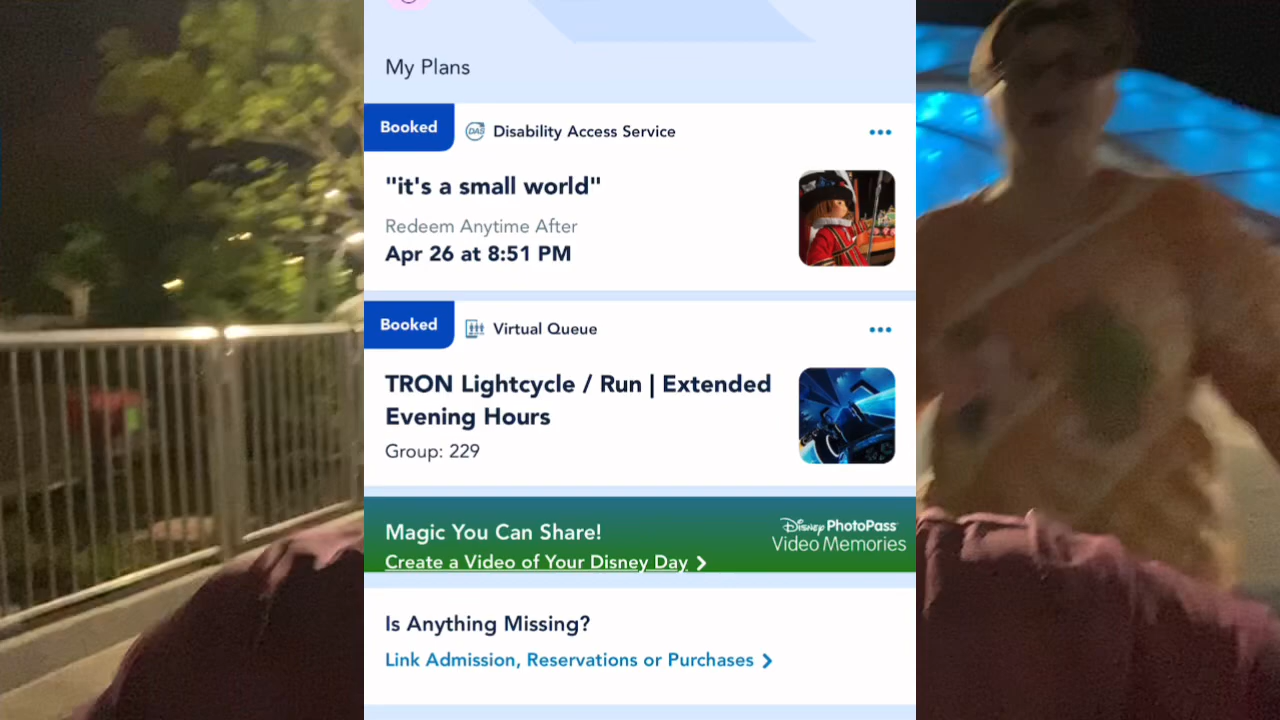 My Plans
Booked
DAS
Disability Access Service
"it's a small world"
Redeem Anytime After
Apr 26 at 8:51 PM
Booked
Virtual Queue
TRON Lightcycle / Run | Extended
Evening Hours
Group: 229
Magic You Can Share!
Create a Video of Your Disney Day
Disney PhotoPass
Video Memories
Is Anything Missing?
Link Admission, Reservations or Purchases